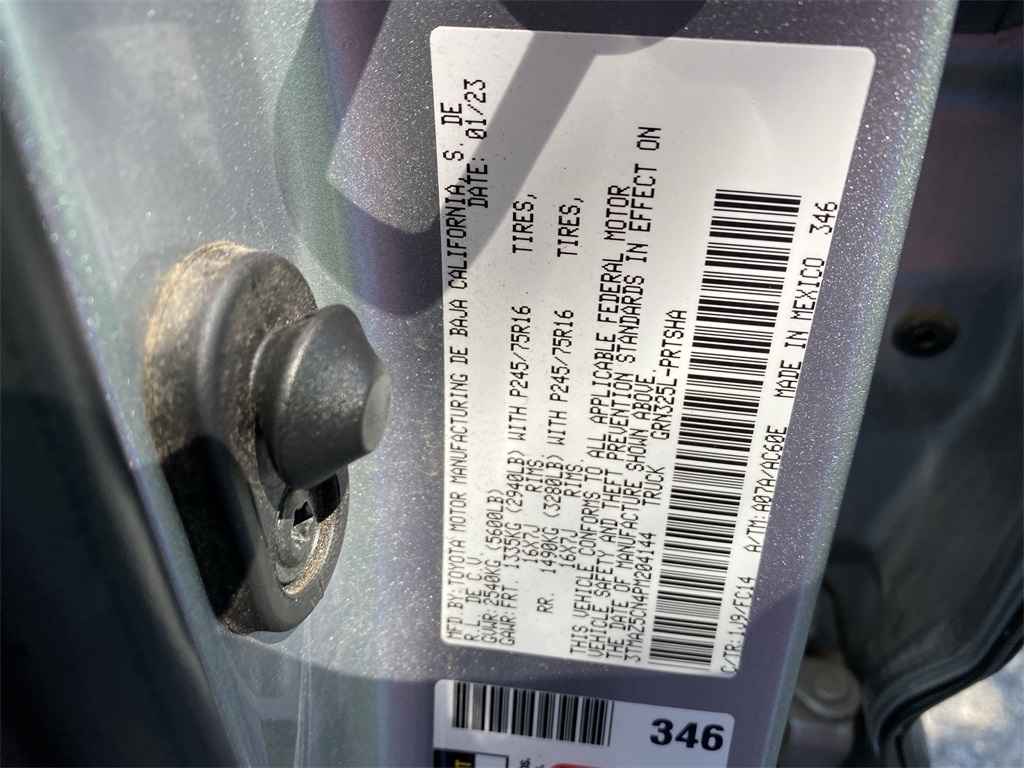 MFD.BY:TOYOTA MOTOR MANUFACTURING DE BAJA CALIFORNIA, S. DE
R. L. DE C.V. DATE: 01/23
GVWR:2540KG (5600LB)
GAWR:FRT. 1335KG (2940LB) WITH P245/75R16 TIRES,
16X7J RIMS
RR. 1490KG (3280LB) WITH P245/75R16 TIRES,
16X7J RIMS.
THIS VEHICLE CONFORMS TO ALL APPLICABLE FEDERAL MOTOR
VEHICLE SAFETY AND THEFT PREVENTION STANDARDS IN EFFECT ON
THE DATE OF MANUFACTURE SHOWN ABOVE.
3TMAZ5CN4PM204144 TRUCK GRN325L-PRTSHA
C/TR:1J9/FC14 A/TM:A07A/AC60E MADE IN MEXICO 346
346